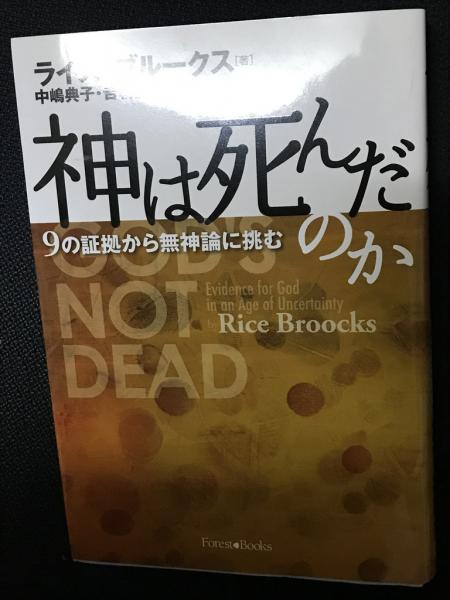 ライス・ブルークス[著]
中嶋典子・
神は死んだ
のか
9の証拠から無神論に挑む
GOD'S
NOT
DEAD
Evidence for God
in an Age of Uncertainty
Rice Broocks
Forest Books